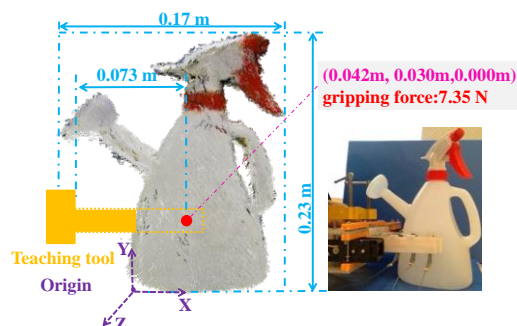 0.17 m
0.073 m
(0.042m, 0.030m,0.000m)
gripping force:7.35 N
0.23 m
Teaching tool
Y
Origin
X
Z